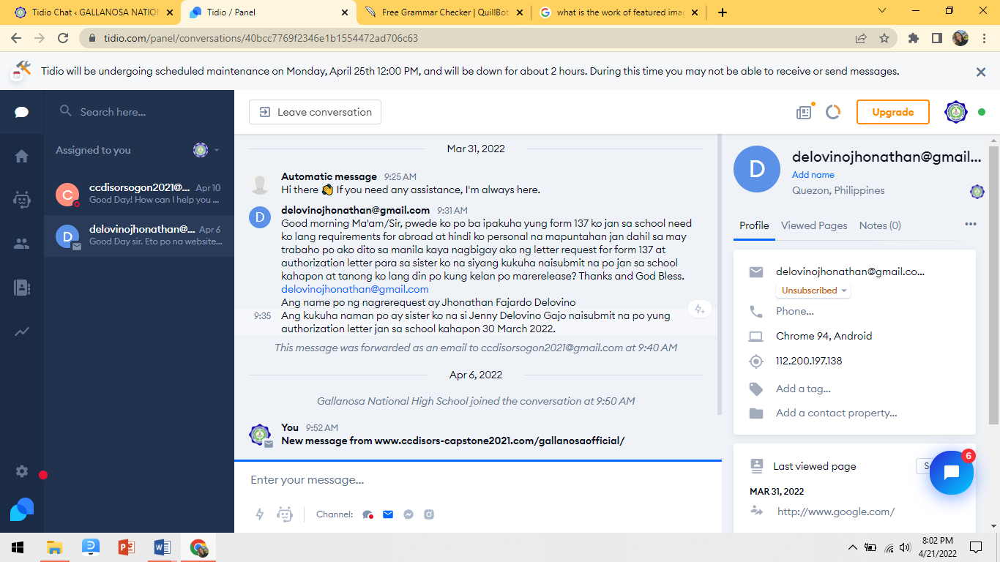 Tidio Chat ‹ GALLANOSA NATION
Tidio / Panel
Free Grammar Checker | QuillBot
what is the work of featured imag
tidio.com/panel/conversations/40bcc7769f2346e1b1554472ad706c63
Tidio will be undergoing scheduled maintenance on Monday, April 25th 12:00 PM, and will be down for about 2 hours. During this time you may not be able to receive or send messages.
Search here...
Assigned to you
ccdisorsogon2021@... Apr 10
Good Day! How can I help you ...
delovinojhonathan@... Apr 6
Good Day sir. Eto po na website...
Leave conversation
Upgrade
Mar 31, 2022
Automatic message 9:25 AM
Hi there 👋 If you need any assistance, I'm always here.
D
delovinojhonathan@gmail.com 9:31 AM
Good morning Ma'am/Sir, pwede ko po ba ipakuha yung form 137 ko jan sa school need
ko lang requirements for abroad at hindi ko personal na mapuntahan jan dahil sa may
trabaho po ako dito sa manila kaya nagbigay ako ng letter request for form 137 at
authorization letter para sa sister ko na siyang kukuha naisubmit na po jan sa school
kahapon at tanong ko lang din po kung kelan po marerelease? Thanks and God Bless.
delovinojhonathan@gmail.com
Ang name po ng nagrerequest ay Jhonathan Fajardo Delovino
9:35 Ang kukuha naman po ay sister ko na si Jenny Delovino Gajo naisubmit na po yung
authorization letter jan sa school kahapon 30 March 2022.
This message was forwarded as an email to ccdisorsogon2021@gmail.com at 9:40 AM
Apr 6, 2022
Gallanosa National High School joined the conversation at 9:50 AM
You 9:52 AM
New message from www.ccdisors-capstone2021.com/gallanosaofficial/
Enter your message...
Channel:
D
delovinojhonathan@gmail...
Add name
Quezon, Philippines
Profile Viewed Pages Notes (0)
delovinojhonathan@gmail.co...
Unsubscribed
Phone...
Chrome 94, Android
112.200.197.138
Add a tag...
Add a contact property...
Last viewed page
6
MAR 31, 2022
http://www.google.com/
8:02 PM
4/21/2022